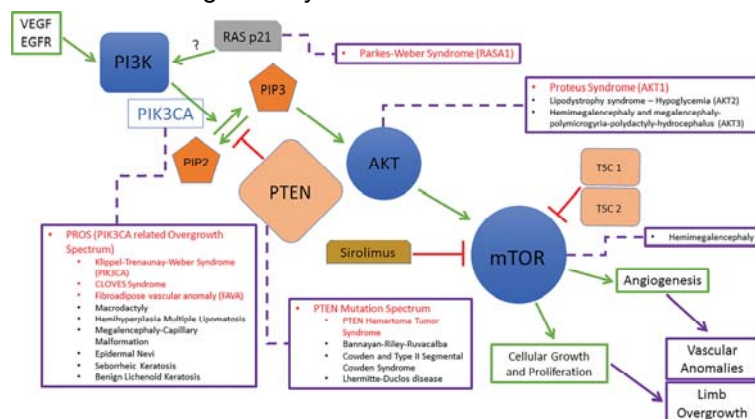 VEGF
EGFR
PI3K
?
RAS p21
Parkes-Weber Syndrome (RASA1)
PIK3CA
PIP3
PIP2
PTEN
AKT
Proteus Syndrome (AKT1)
Lipodystrophy syndrome – Hypoglycemia (AKT2)
Hemimegalencephaly and megalencephaly-
polymicrogyria-polydactyly-hydrocephalus (AKT3)
TSC 1
TSC 2
Sirolimus
mTOR
Hemimegalencephaly
PROS (PIK3CA related Overgrowth
Spectrum)
Klippel-Trenaunay-Weber Syndrome
(PIK3CA)
CLOVES Syndrome
Fibroadipose vascular anomaly (FAVA)
Macrodactyly
Hemihyperplasia Multiple Lipomatosis
Megalencephaly-Capillary
Malformation
Epidermal Nevi
Seborrheic Keratosis
Benign Lichenoid Keratosis
PTEN Mutation Spectrum
PTEN Hamartoma Tumor
Syndrome
Bannayan-Riley-Ruvacalba
Cowden and Type II Segmental
Cowden Syndrome
Lhermitte-Duclos disease
Angiogenesis
Cellular Growth
and Proliferation
Vascular
Anomalies
Limb
Overgrowth